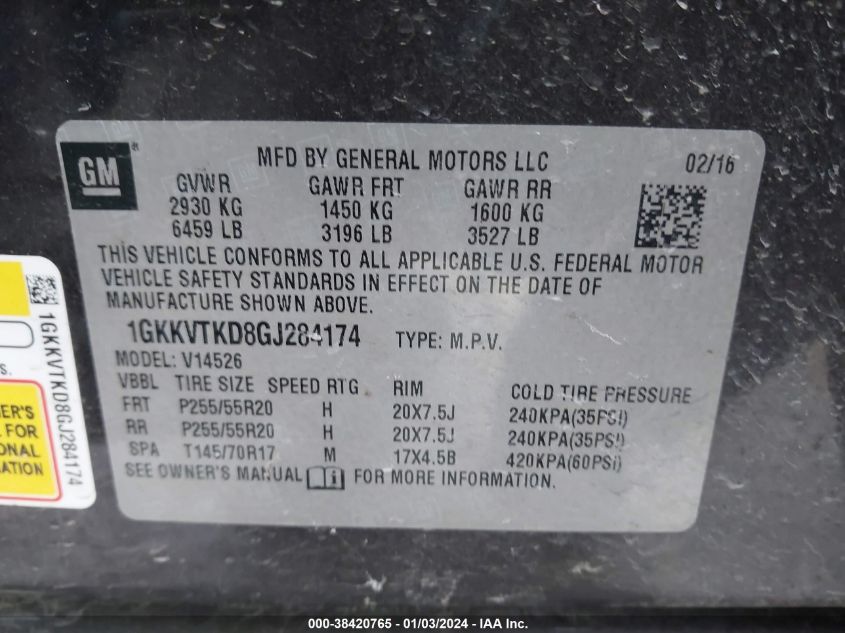 GM ®
MFD BY GENERAL MOTORS LLC 02/16
GVWR GAWR FRT GAWR RR
2930 KG 1450 KG 1600 KG
6459 LB 3196 LB 3527 LB
THIS VEHICLE CONFORMS TO ALL APPLICABLE U.S. FEDERAL MOTOR
VEHICLE SAFETY STANDARDS IN EFFECT ON THE DATE OF
MANUFACTURE SHOWN ABOVE.
1GKKVTKD8GJ284174 TYPE: M.P.V.
MODEL: V14526
VBBL TIRE SIZE SPEED RTG RIM COLD TIRE PRESSURE
FRT P255/55R20 H 20X7.5J 240KPA(35PSI)
RR P255/55R20 H 20X7.5J 240KPA(35PSI)
SPA T145/70R17 M 17X4.5B 420KPA(60PSI)
SEE OWNER'S MANUAL FOR MORE INFORMATION.
1GKKVTKD8GJ284174
ER'S
FOR
ONAL
ATION
000-38420765 - 01/03/2024 - IAA Inc.